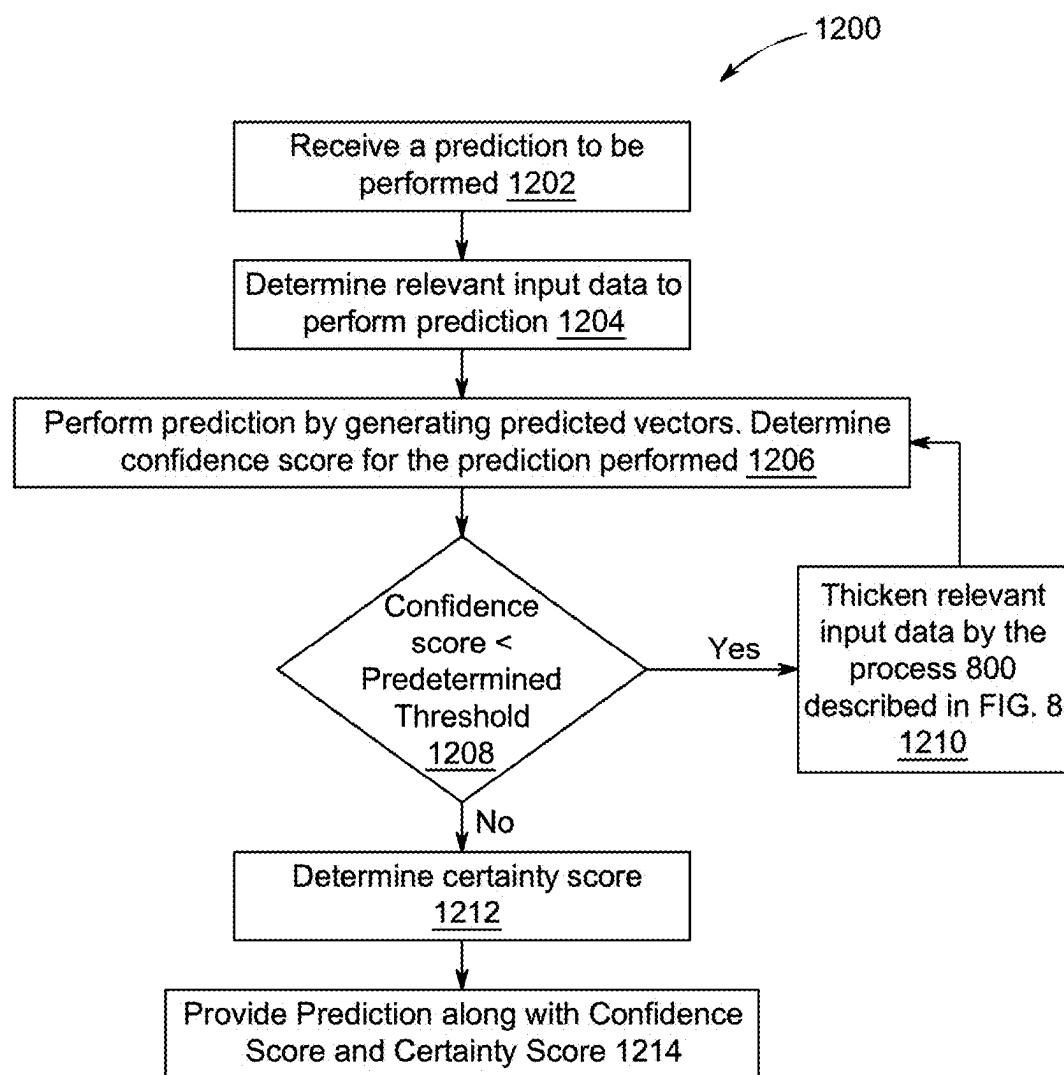 1200
Receive a prediction to be
performed 1202
Determine relevant input data to
perform prediction 1204
Perform prediction by generating predicted vectors. Determine
confidence score for the prediction performed 1206
Confidence
score <
Predetermined
Threshold
1208
Yes
Thicken relevant
input data by the
process 800
described in FIG. 8
1210
No
Determine certainty score
1212
Provide Prediction along with Confidence
Score and Certainty Score 1214